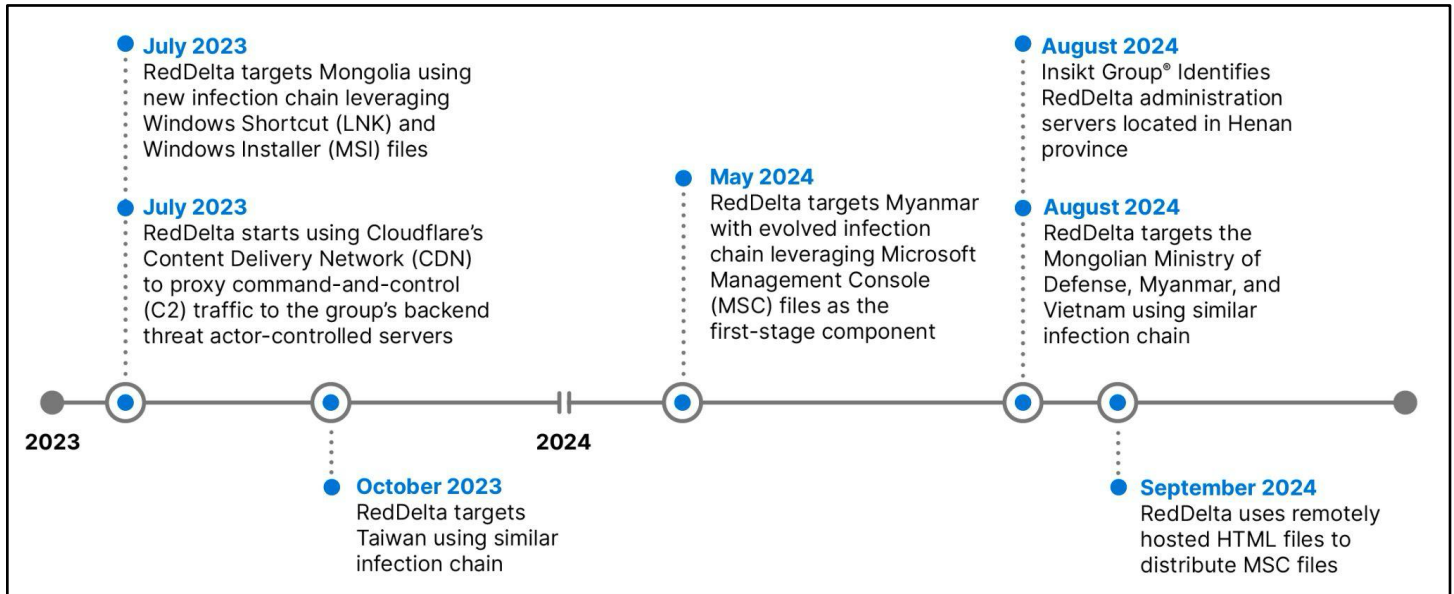 July 2023
RedDelta targets Mongolia using
new infection chain leveraging
Windows Shortcut (LNK) and
Windows Installer (MSI) files
July 2023
RedDelta starts using Cloudflare’s
Content Delivery Network (CDN)
to proxy command-and-control
(C2) traffic to the group’s backend
threat actor-controlled servers
May 2024
RedDelta targets Myanmar
with evolved infection
chain leveraging Microsoft
Management Console
(MSC) files as the
first-stage component
August 2024
Insikt Group® Identifies
RedDelta administration
servers located in Henan
province
August 2024
RedDelta targets the
Mongolian Ministry of
Defense, Myanmar, and
Vietnam using similar
infection chain
2023
2024
October 2023
RedDelta targets
Taiwan using similar
infection chain
September 2024
RedDelta uses remotely
hosted HTML files to
distribute MSC files